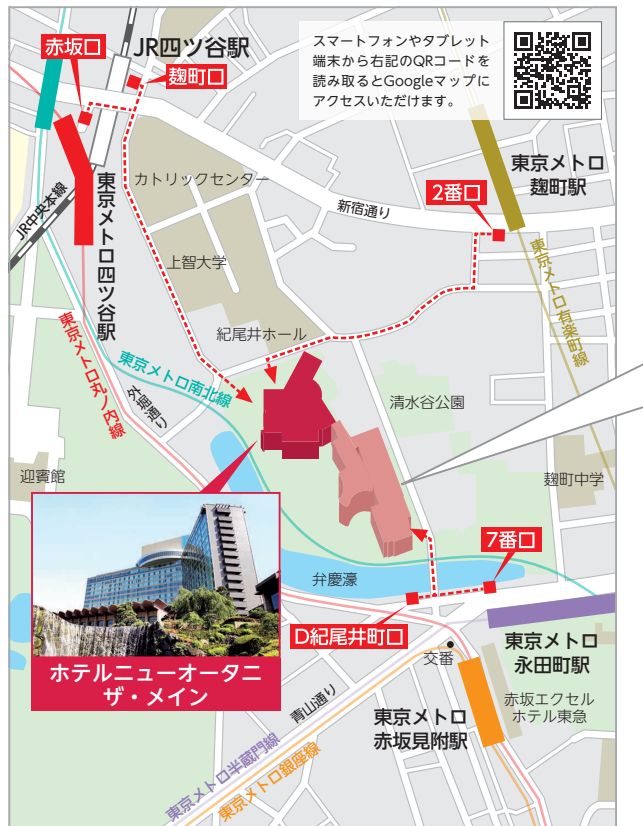 赤坂口
JR四ツ谷駅
麹町口
スマートフォンやタブレット
端末から右記のQRコードを
読み取るとGoogleマップに
アクセスいただけます。
東京メトロ
麹町駅
カトリックセンター
2番口
新宿通り
JR中央本線
東京メトロ四ツ谷駅
上智大学
東京メトロ有楽町線
紀尾井ホール
東京メトロ南北線
東京メトロ丸ノ内線
外堀通り
清水谷公園
迎賓館
麹町中学
7番口
弁慶濠
D紀尾井町口
ホテルニューオータニ
ザ・メイン
交番
東京メトロ
永田町駅
青山通り
赤坂エクセル
ホテル東急
東京メトロ
赤坂見附駅
東京メトロ半蔵門線
東京メトロ銀座線